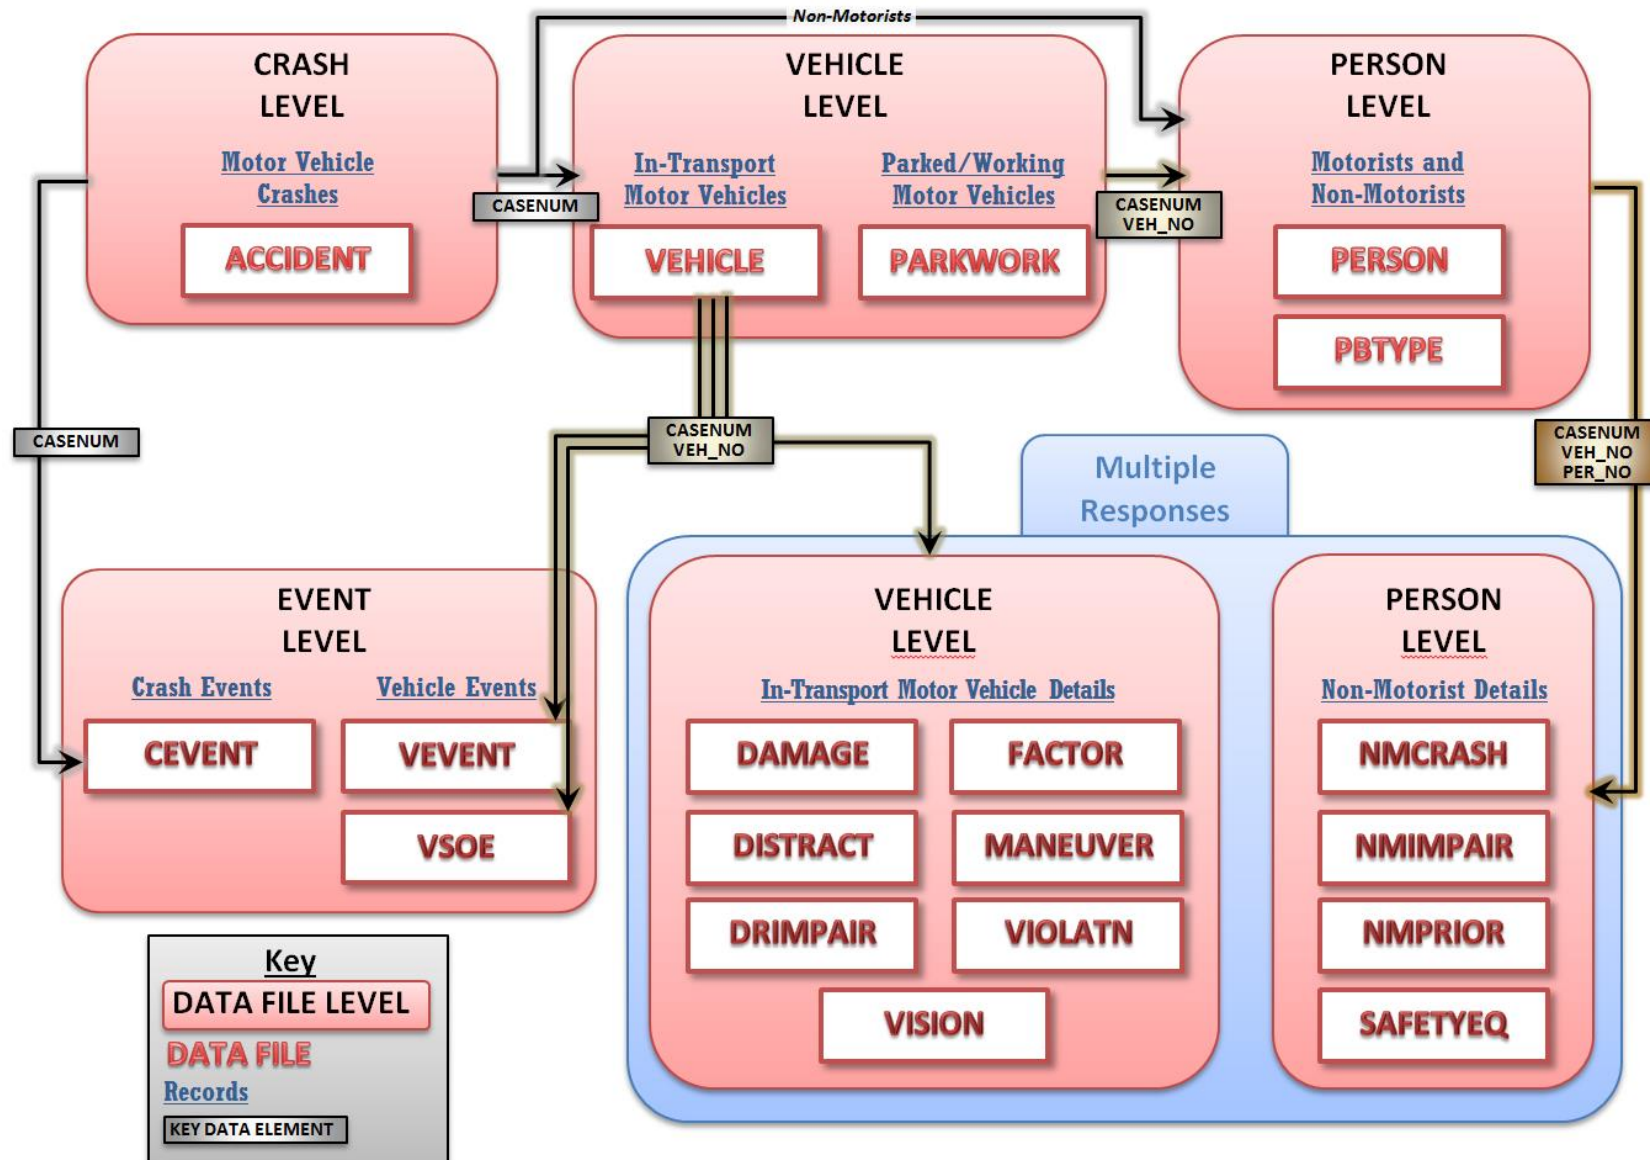 Non-Motorists
CRASH
LEVEL
Motor Vehicle
Crashes
ACCIDENT
CASENUM
VEHICLE
LEVEL
In-Transport
Motor Vehicles
VEHICLE
Parked/Working
Motor Vehicles
PARKWORK
CASENUM
VEH_NO
PERSON
LEVEL
Motorists and
Non-Motorists
PERSON
PBTYPE
CASENUM
CASENUM
VEH_NO
CASENUM
VEH_NO
PER_NO
Multiple
Responses
EVENT
LEVEL
Crash Events
CEVENT
Vehicle Events
VEVENT
VSOE
VEHICLE
LEVEL
In-Transport Motor Vehicle Details
DAMAGE
FACTOR
DISTRACT
MANEUVER
DRIMPAIR
VIOLATN
VISION
PERSON
LEVEL
Non-Motorist Details
NMCRASH
NMIMPAIR
NMPRIOR
SAFETYEQ
Key
DATA FILE LEVEL
DATA FILE
Records
KEY DATA ELEMENT